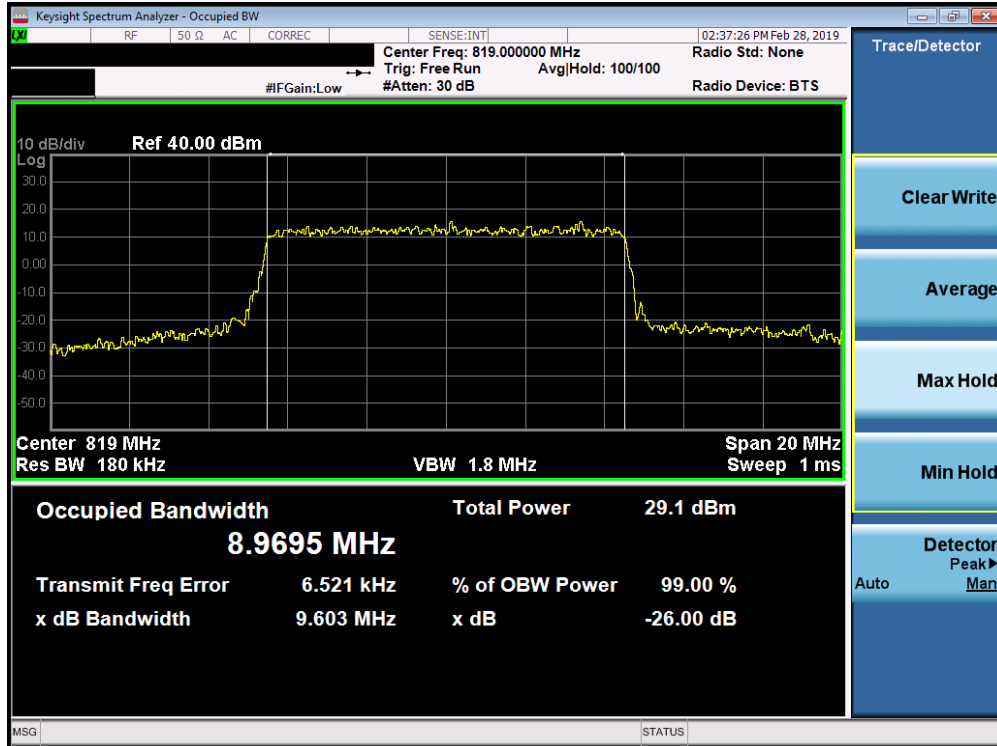 Keysight Spectrum Analyzer - Occupied BW
LXI RF 50 Ω AC CORREC SENSE:INT 02:37:26 PM Feb 28, 2019
Center Freq: 819.000000 MHz Radio Std: None
Trig: Free Run Avg|Hold: 100/100
#IFGain:Low #Atten: 30 dB Radio Device: BTS
10 dB/div Ref 40.00 dBm
Log
30.0
20.0
10.0
0.00
-10.0
-20.0
-30.0
-40.0
-50.0
Center 819 MHz Span 20 MHz
Res BW 180 kHz VBW 1.8 MHz Sweep 1 ms
Occupied Bandwidth Total Power 29.1 dBm
8.9695 MHz
Transmit Freq Error 6.521 kHz % of OBW Power 99.00 %
x dB Bandwidth 9.603 MHz x dB -26.00 dB
MSG STATUS
Trace/Detector
Clear Write
Average
Max Hold
Min Hold
Detector
Peak▶
Auto Man